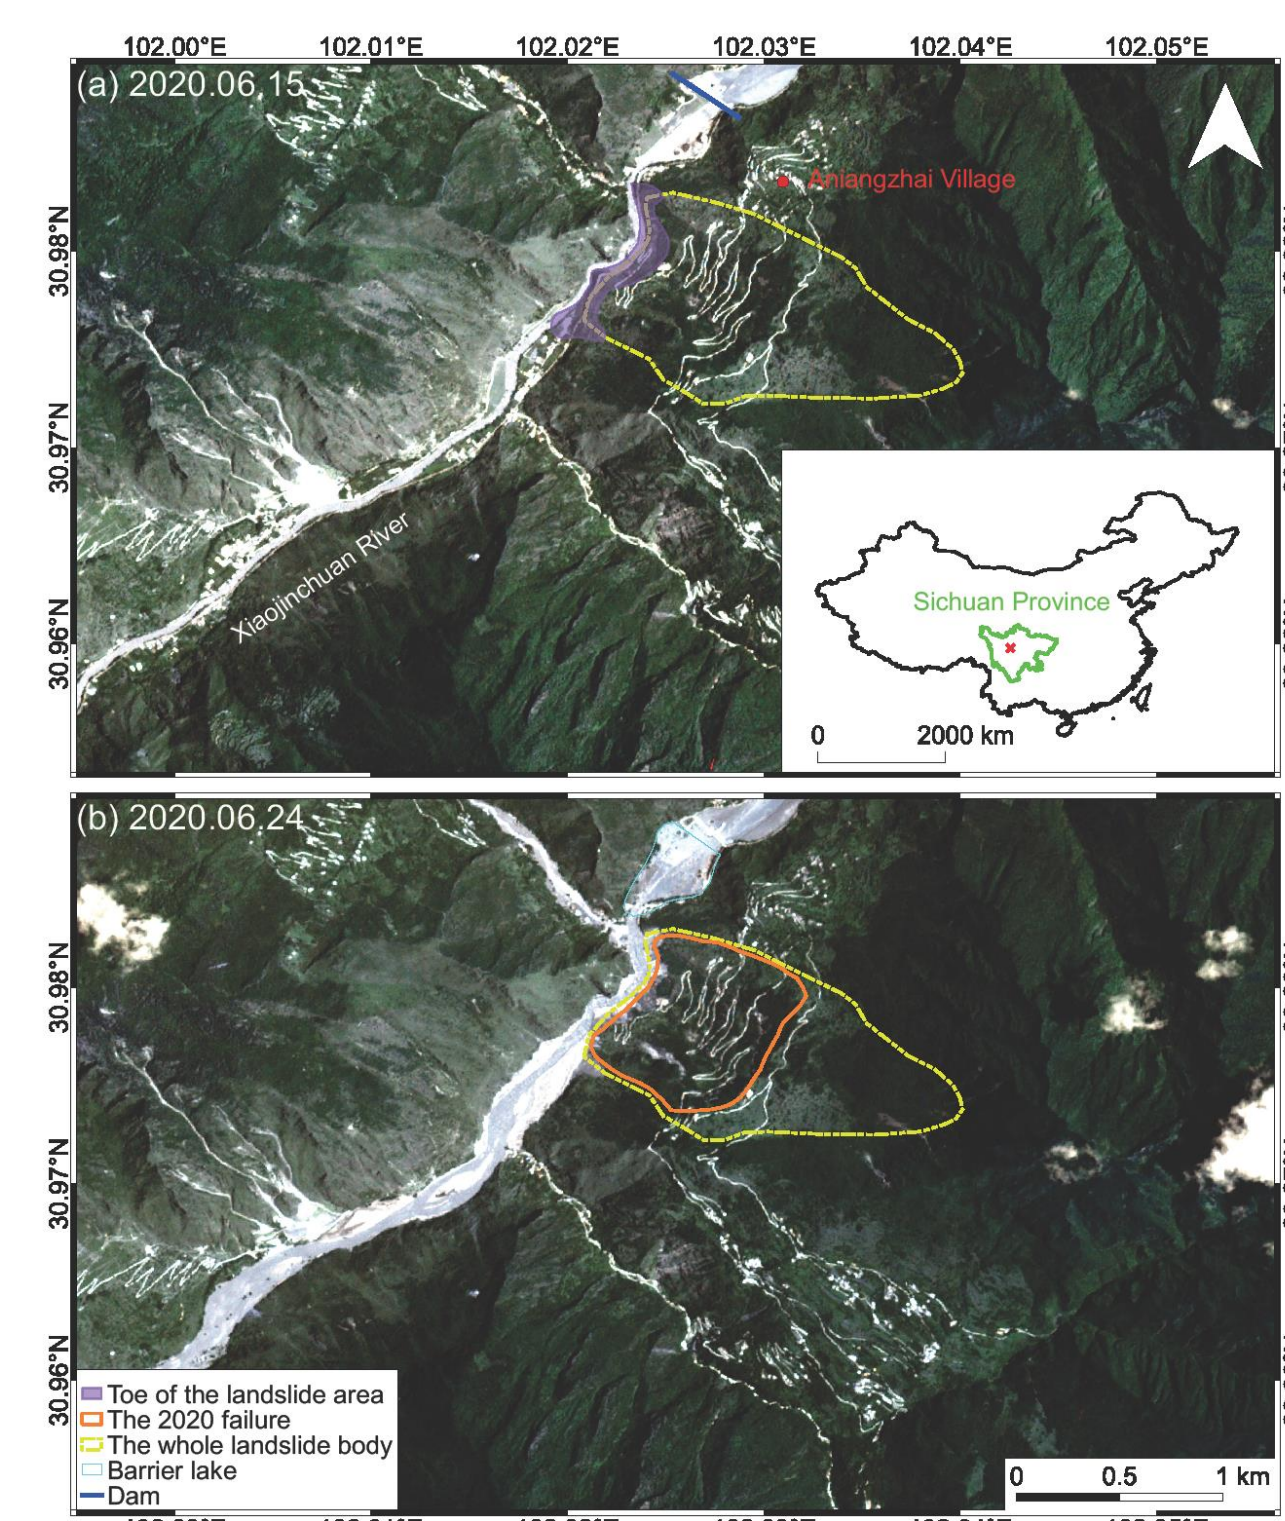 102.00°E 102.01°E 102.02°E 102.03°E 102.04°E 102.05°E
(a) 2020.06.15
Aniangzhai Village
30.98°N
30.97°N
30.96°N
Xiaojinchuan River
Sichuan Province
0 2000 km
(b) 2020.06.24
30.98°N
30.97°N
30.96°N
Toe of the landslide area
The 2020 failure
The whole landslide body
Barrier lake
Dam
0 0.5 1 km